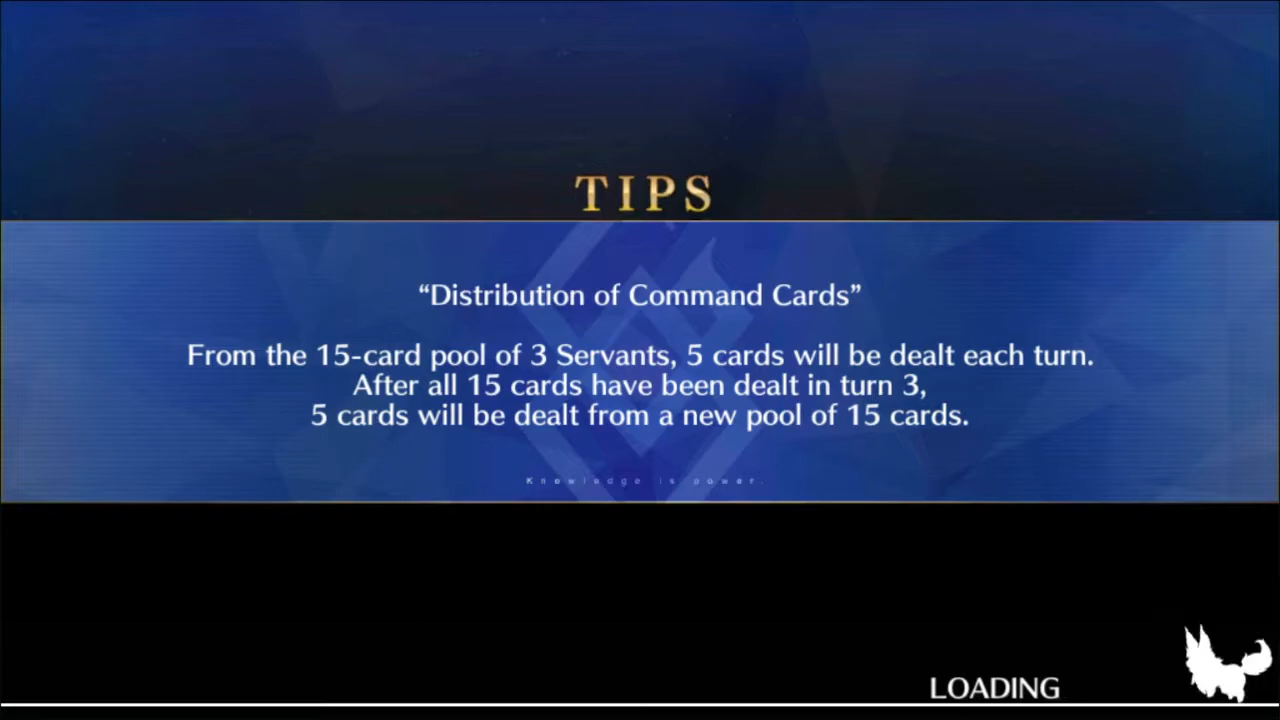 TIPS
“Distribution of Command Cards”
From the 15-card pool of 3 Servants, 5 cards will be dealt each turn.
After all 15 cards have been dealt in turn 3,
5 cards will be dealt from a new pool of 15 cards.
Knowledge is power.
LOADING